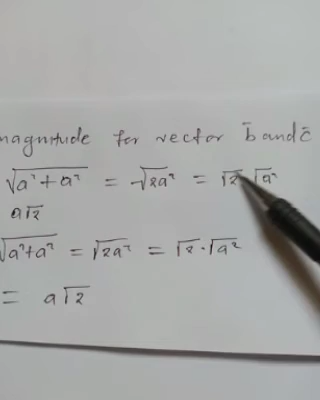 magnitude for vector b̄ and c̄
√a²+a² = √2a² = √2·√a²
a√2
√a²+a² = √2a² = √2·√a²
= a√2